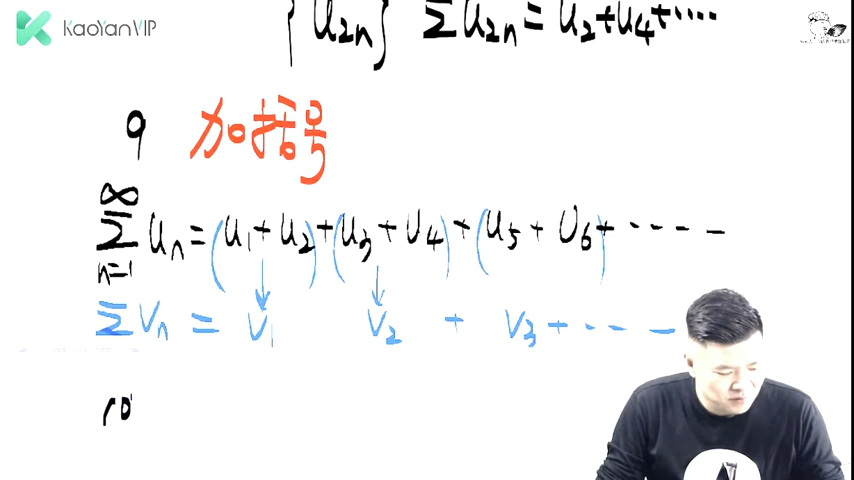 KaoYanVIP
{U₂ₙ} ΣU₂ₙ = U₂+U₄+····
9 加括号
∞
Σ Uₙ = (U₁+U₂)+(U₃+U₄)+(U₅+U₆)+----
n=1
ΣVₙ = V₁ V₂ + V₃+----
10